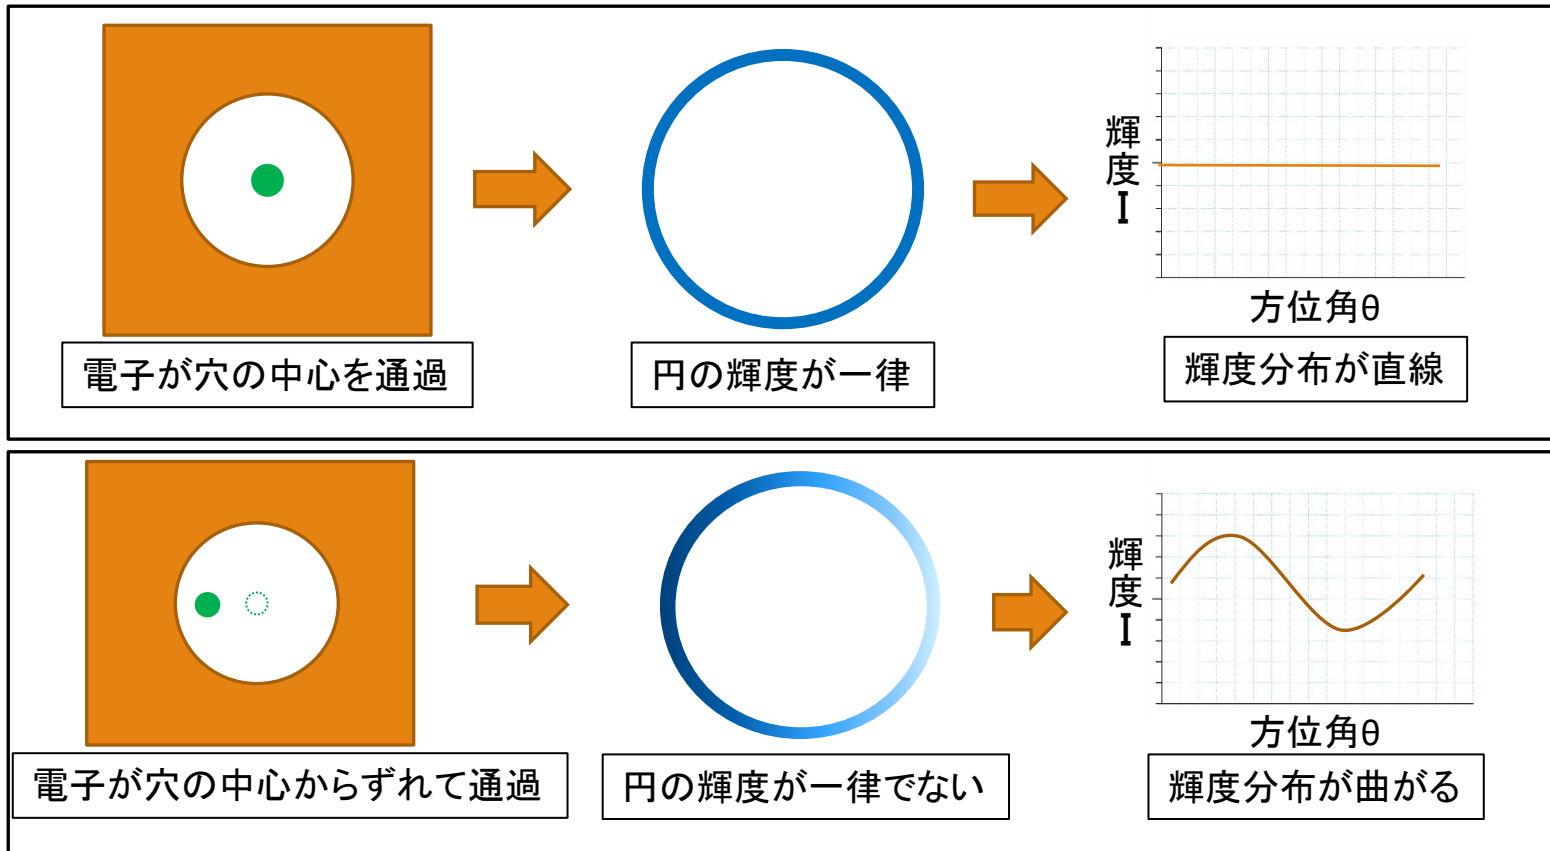 輝度I
方位角θ
電子が穴の中心を通過
円の輝度が一律
輝度分布が直線
輝度I
方位角θ
電子が穴の中心からずれて通過
円の輝度が一律でない
輝度分布が曲がる